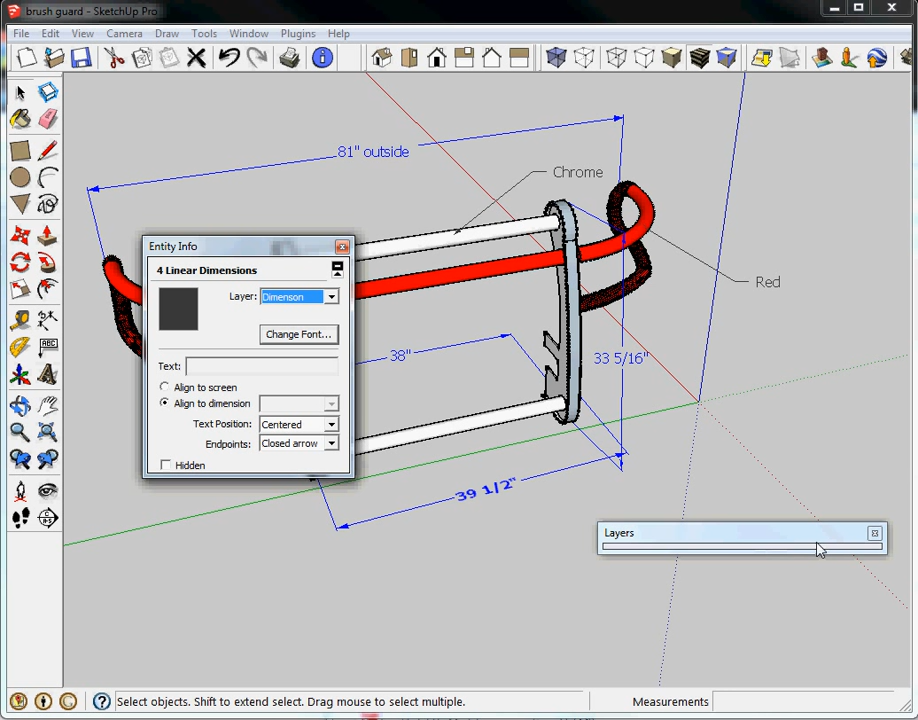 brush guard - SketchUp Pro
File Edit View Camera Draw Tools Window Plugins Help
81" outside
Chrome
Red
38"
33 5/16"
39 1/2"
Entity Info
4 Linear Dimensions
Layer: Dimenson
Change Font...
Text:
Align to screen
Align to dimension
Text Position: Centered
Endpoints: Closed arrow
Hidden
Layers
Select objects. Shift to extend select. Drag mouse to select multiple.
Measurements